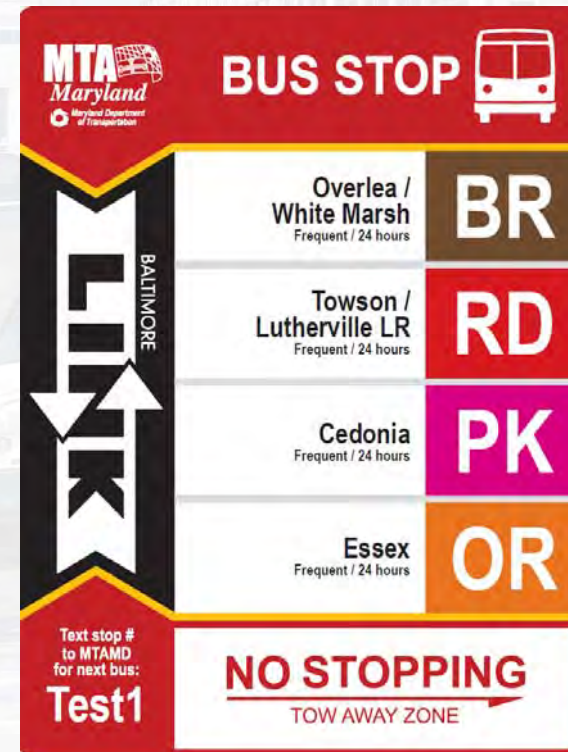 MTA
Maryland
Maryland Department
of Transportation
BUS STOP
BALTIMORE
LINK
Overlea /
White Marsh
Frequent / 24 hours
BR
Towson /
Lutherville LR
Frequent / 24 hours
RD
Cedonia
Frequent / 24 hours
PK
Essex
Frequent / 24 hours
OR
Text stop #
to MTAMD
for next bus:
Test1
NO STOPPING
TOW AWAY ZONE